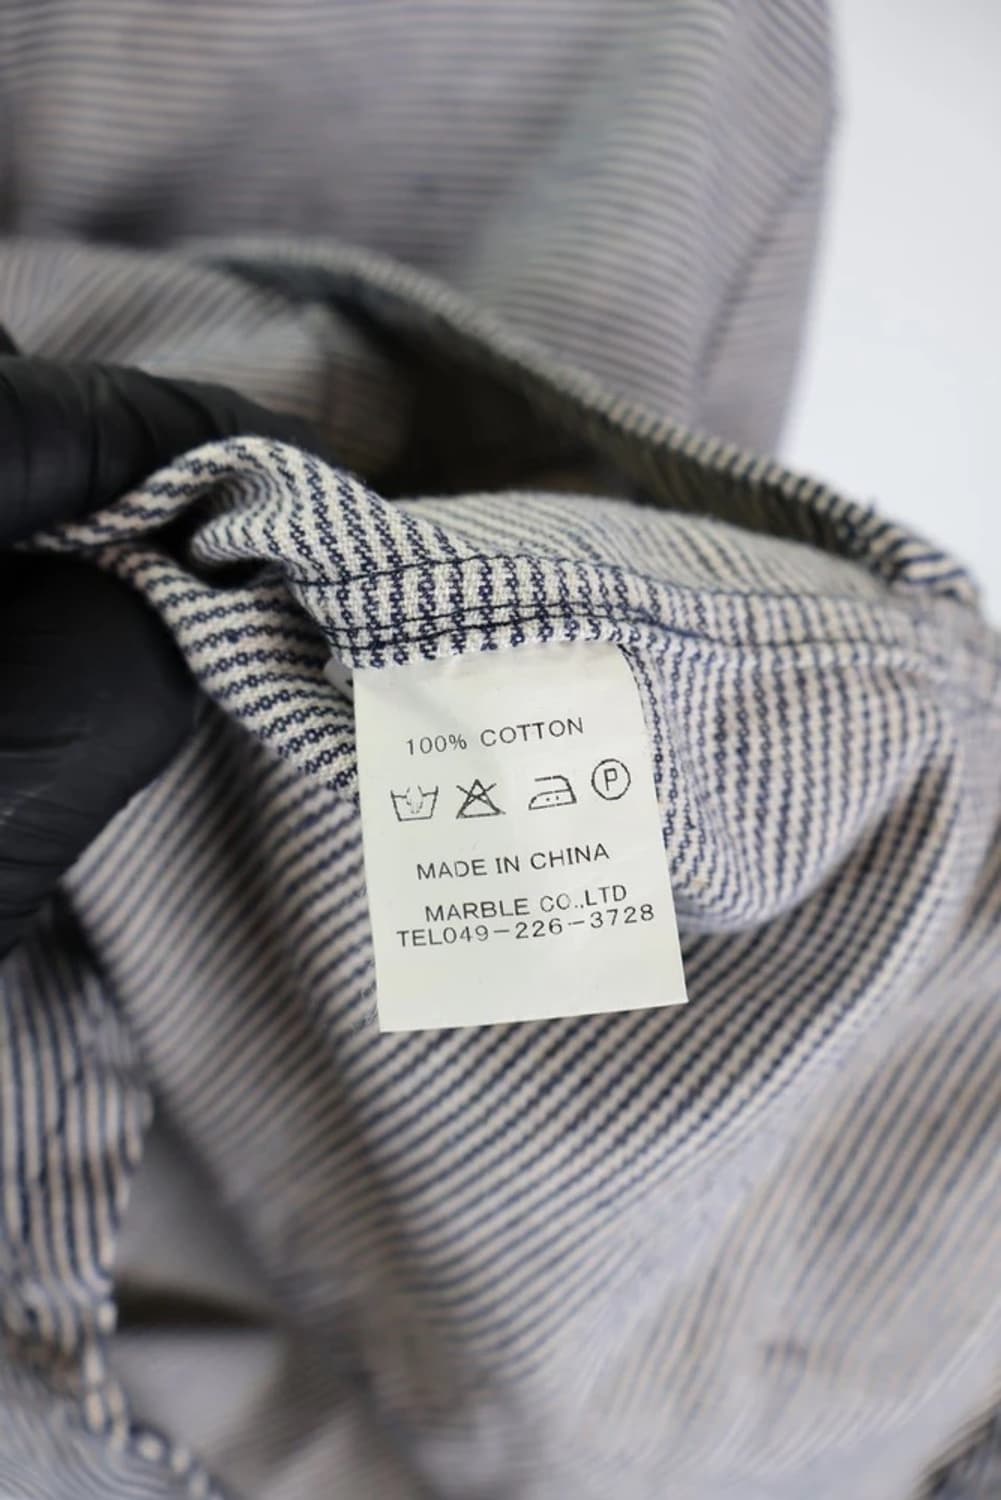 100% COTTON
P
MADE IN CHINA
MARBLE CO.,LTD
TEL049-226-3728